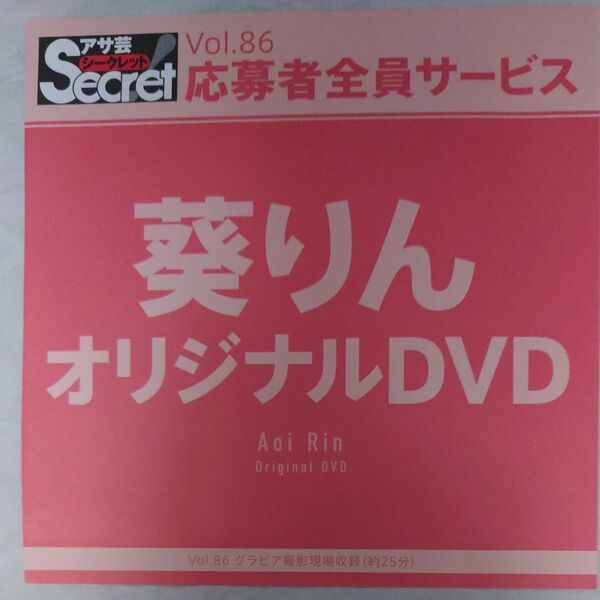 アサ芸
シークレット
Secret!
Vol.86
応募者全員サービス
葵りん
オリジナルDVD
Aoi Rin
Original DVD
Vol.86 グラビア撮影現場収録(約25分)